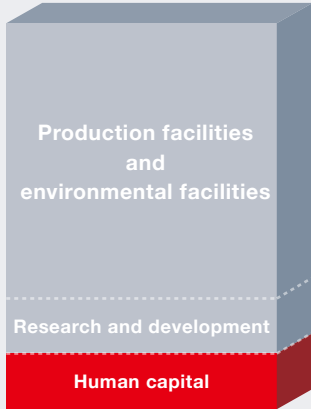 Production facilities
and
environmental facilities
Research and development
Human capital